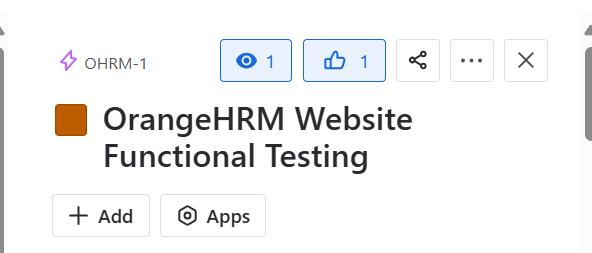 OHRM-1
1
1
OrangeHRM Website
Functional Testing
Add
Apps